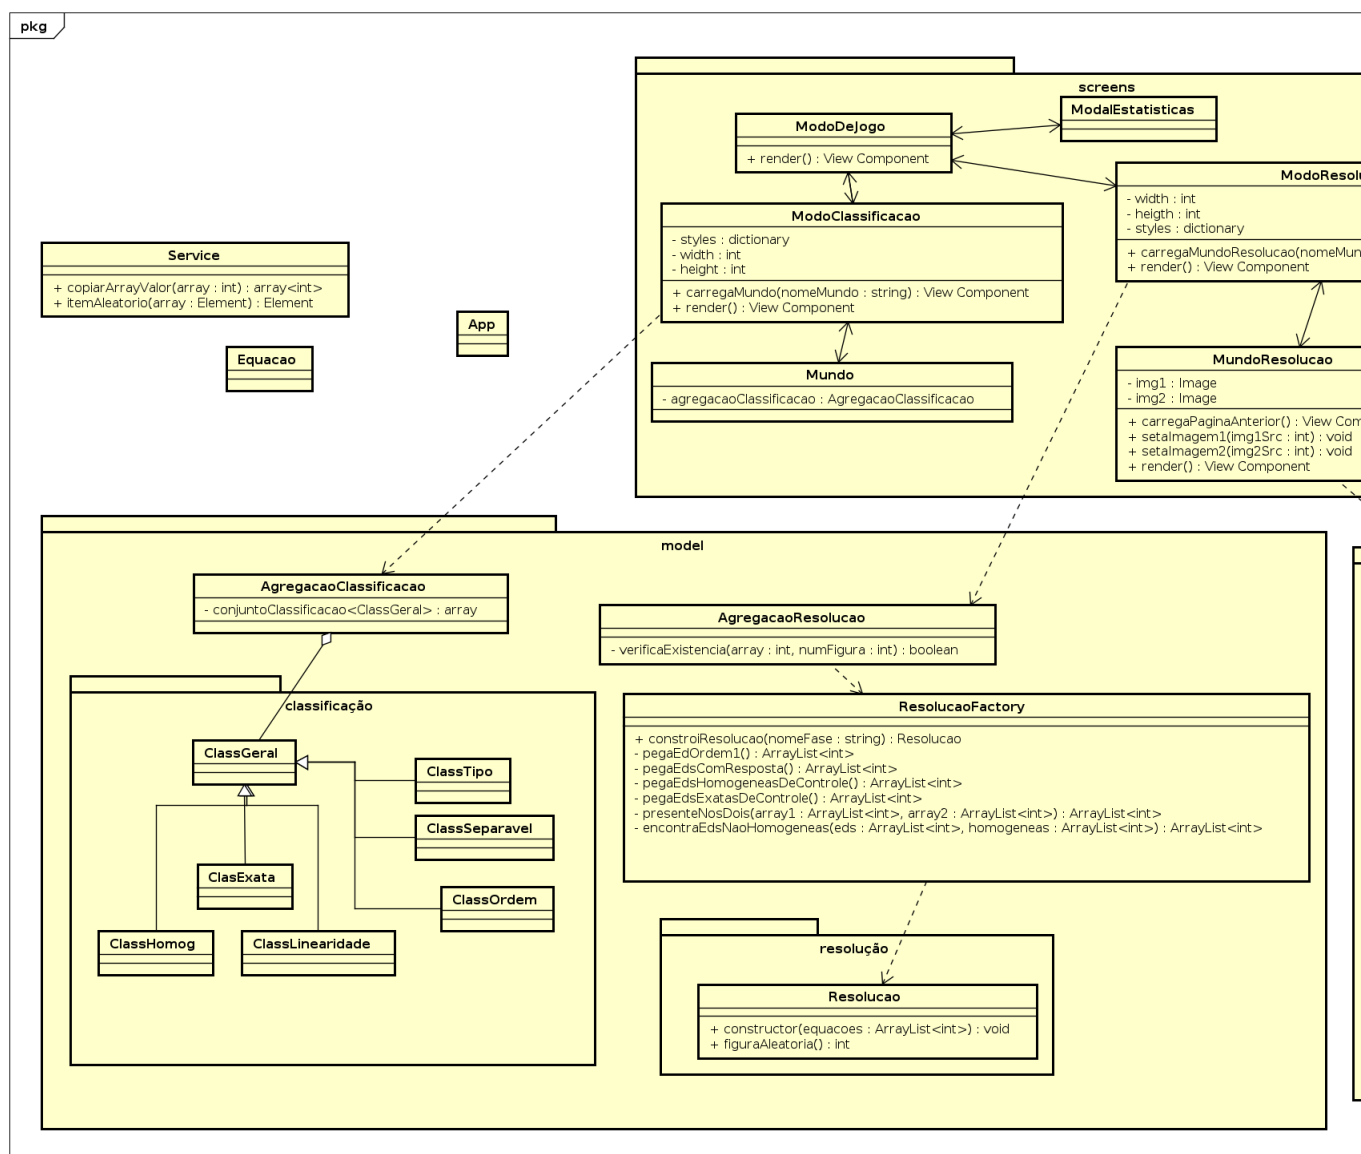 pkg
screens
ModalEstatisticas
ModoDeJogo
+ render() : View Component
ModoResolu
- width : int
- heigth : int
- styles : dictionary
+ carregaMundoResolucao(nomeMun
+ render() : View Component
ModoClassificacao
- styles : dictionary
- width : int
- height : int
+ carregaMundo(nomeMundo : string) : View Component
+ render() : View Component
Service
+ copiarArrayValor(array : int) : array<int>
+ itemAleatorio(array : Element) : Element
App
Equacao
Mundo
- agregacaoClassificacao : AgregacaoClassificacao
MundoResolucao
- img1 : Image
- img2 : Image
+ carregaPaginaAnterior() : View Com
+ setaImagem1(img1Src : int) : void
+ setaImagem2(img2Src : int) : void
+ render() : View Component
model
AgregacaoClassificacao
- conjuntoClassificacao<ClassGeral> : array
AgregacaoResolucao
- verificaExistencia(array : int, numFigura : int) : boolean
classificação
ClassGeral
ClassTipo
ClassSeparavel
ClasExata
ClassOrdem
ClassHomog
ClassLinearidade
ResolucaoFactory
+ constroiResolucao(nomeFase : string) : Resolucao
- pegaEdOrdem1() : ArrayList<int>
- pegaEdsComResposta() : ArrayList<int>
- pegaEdsHomogeneasDeControle() : ArrayList<int>
- pegaEdsExatasDeControle() : ArrayList<int>
- presenteNosDois(array1 : ArrayList<int>, array2 : ArrayList<int>) : ArrayList<int>
- encontraEdsNaoHomogeneas(eds : ArrayList<int>, homogeneas : ArrayList<int>) : ArrayList<int>
resolução
Resolucao
+ constructor(equacoes : ArrayList<int>) : void
+ figuraAleatoria() : int